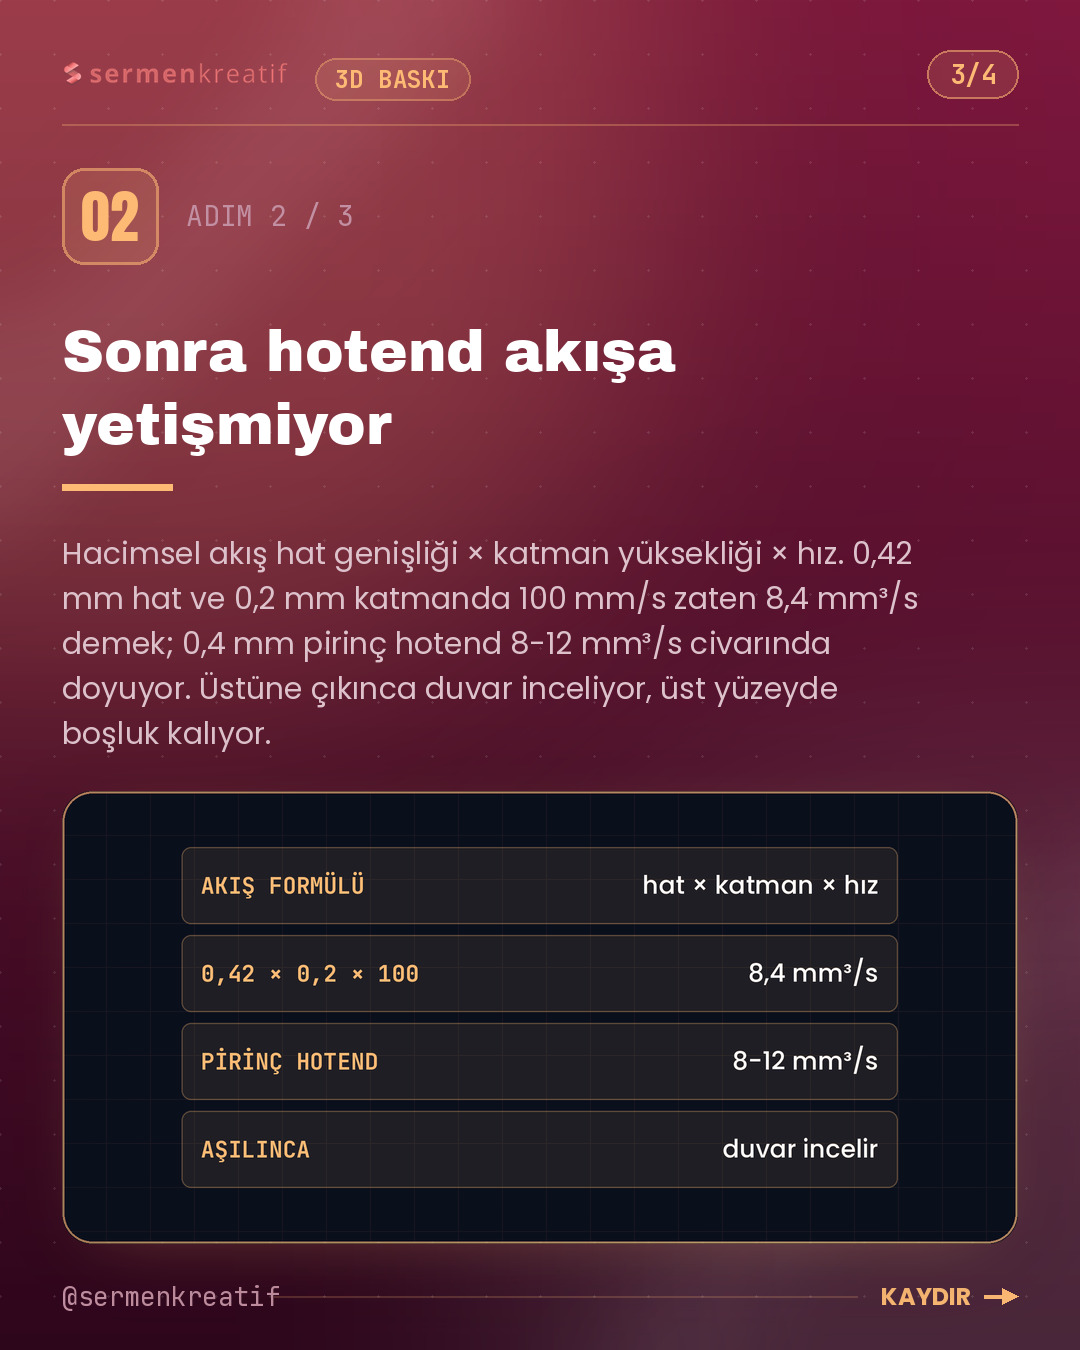 sermenkreatif
3D BASKI
3/4
02
ADIM 2 / 3
Sonra hotend akışa
yetişmiyor
Hacimsel akış hat genişliği × katman yüksekliği × hız. 0,42
mm hat ve 0,2 mm katmanda 100 mm/s zaten 8,4 mm³/s
demek; 0,4 mm pirinç hotend 8-12 mm³/s civarında
doyuyor. Üstüne çıkınca duvar inceliyor, üst yüzeyde
boşluk kalıyor.
AKIŞ FORMÜLÜ hat × katman × hız
0,42 × 0,2 × 100 8,4 mm³/s
PİRİNÇ HOTEND 8-12 mm³/s
AŞILINCA duvar incelir
@sermenkreatif
KAYDIR